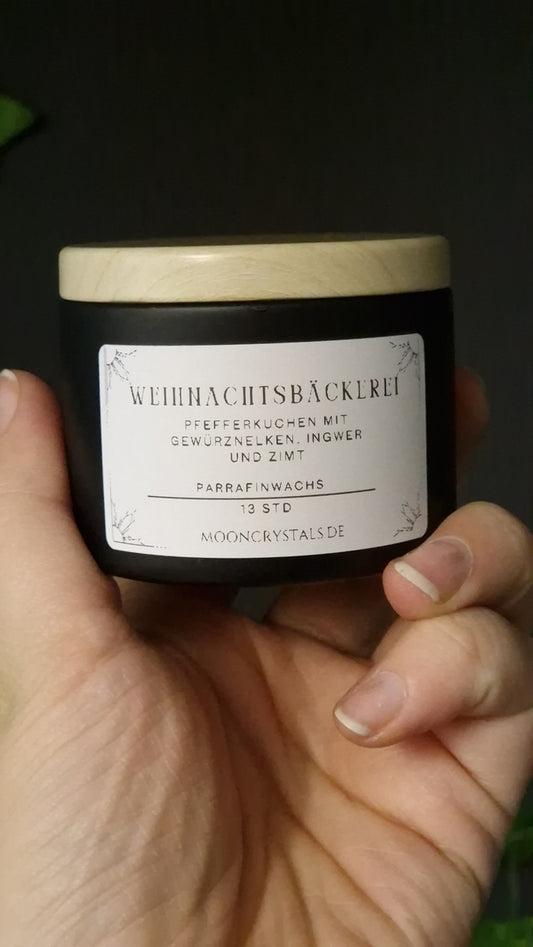 WEIHNACHTSBÄCKEREI
PFEFFERKUCHEN MIT
GEWÜRZNELKEN, INGWER
UND ZIMT
PARRAFINWACHS
13 STD
MOONCRYSTALS.DE